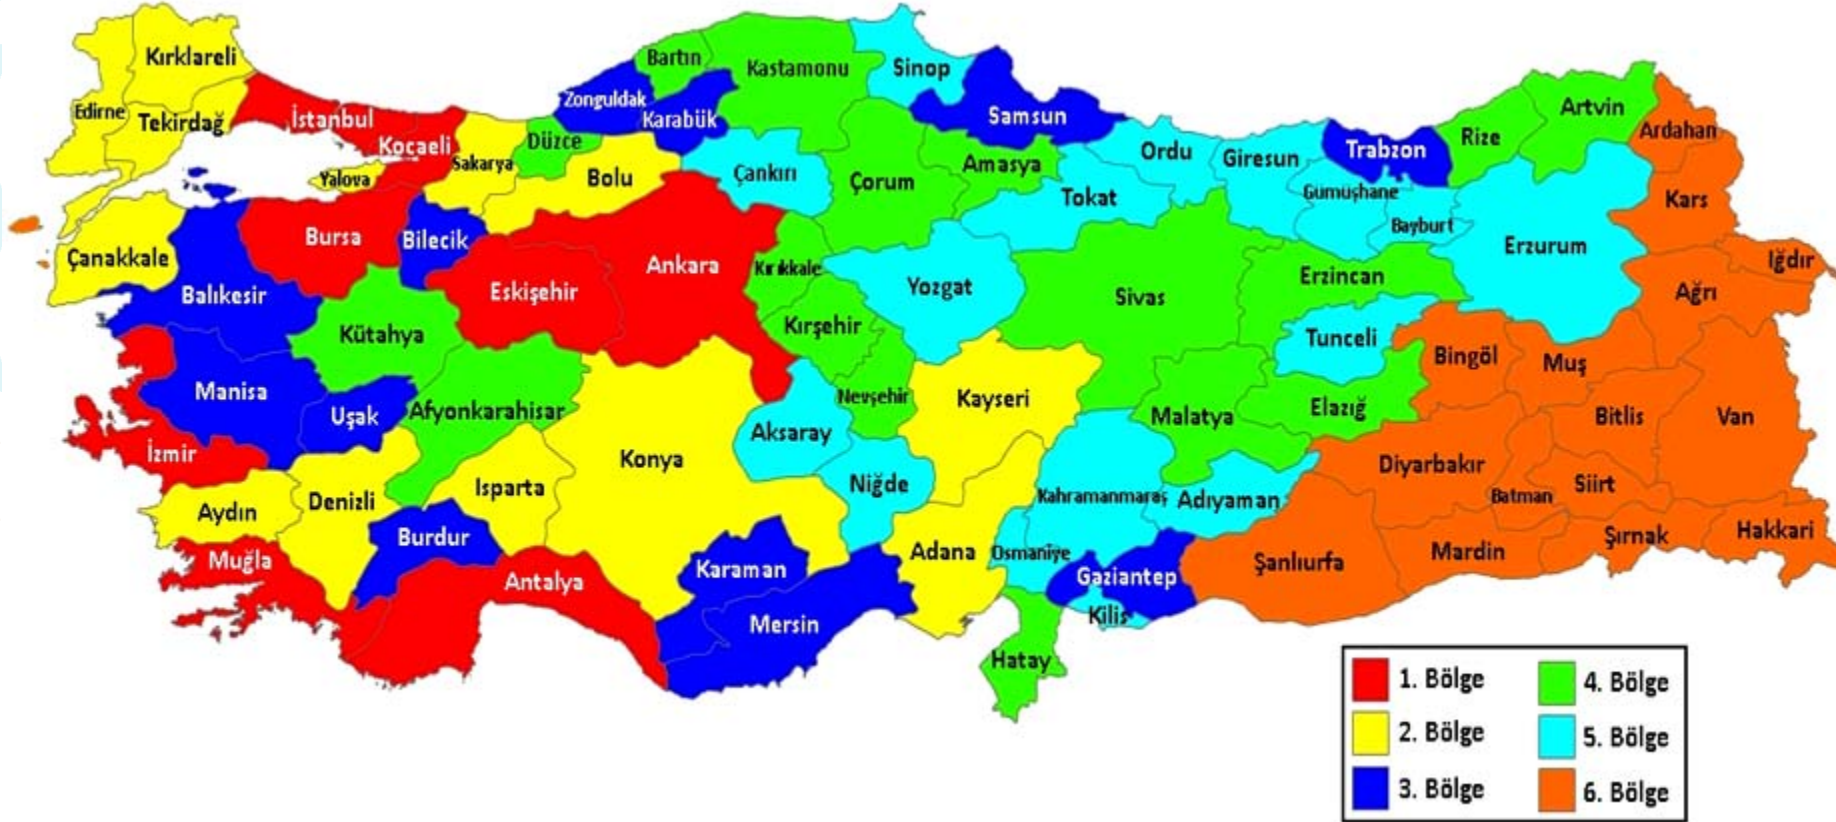 Kırklareli
Edirne
Tekirdağ
İstanbul
Kocaeli
Yalova
Sakarya
Düzce
Bolu
Zonguldak
Bartın
Karabük
Kastamonu
Sinop
Samsun
Çankırı
Çorum
Amasya
Tokat
Ordu
Giresun
Gümüşhane
Trabzon
Bayburt
Rize
Artvin
Ardahan
Kars
Iğdır
Ağrı
Erzurum
Erzincan
Sivas
Yozgat
Kırıkkale
Kırşehir
Nevşehir
Ankara
Eskişehir
Bilecik
Bursa
Çanakkale
Balıkesir
Kütahya
Manisa
Uşak
Afyonkarahisar
İzmir
Aydın
Denizli
Muğla
Burdur
Isparta
Antalya
Konya
Aksaray
Niğde
Karaman
Mersin
Kayseri
Adana
Osmaniye
Hatay
Kahramanmaraş
Gaziantep
Kilis
Adıyaman
Malatya
Elazığ
Tunceli
Bingöl
Muş
Bitlis
Van
Diyarbakır
Batman
Siirt
Şanlıurfa
Mardin
Şırnak
Hakkari
1. Bölge
2. Bölge
3. Bölge
4. Bölge
5. Bölge
6. Bölge